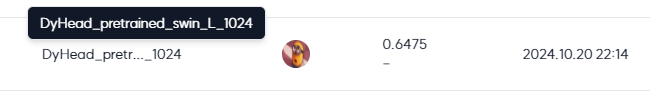 DyHead_pretrained_swin_L_1024
DyHead_pretr..._1024
0.6475
–
2024.10.20 22:14